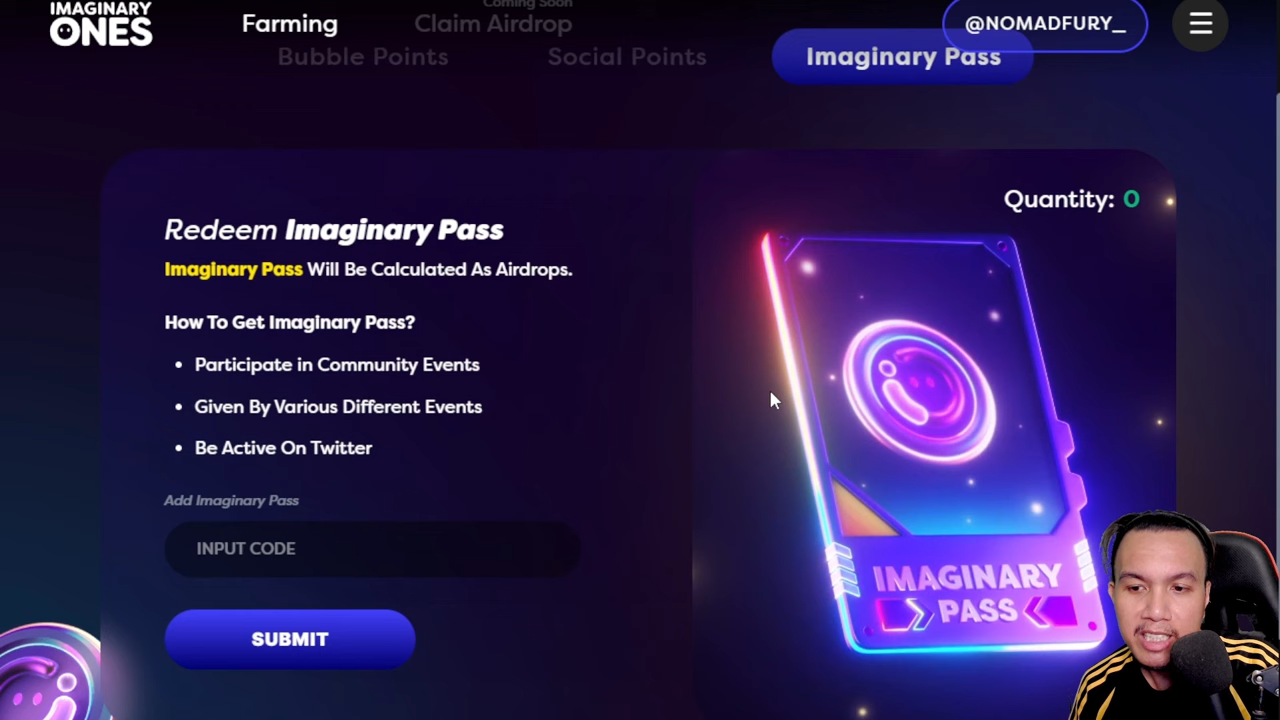 Coming Soon
IMAGINARY
ONES
Farming
Claim Airdrop
@NOMADFURY_
Bubble Points
Social Points
Imaginary Pass
Quantity: 0
Redeem Imaginary Pass
Imaginary Pass Will Be Calculated As Airdrops.
How To Get Imaginary Pass?
• Participate in Community Events
• Given By Various Different Events
• Be Active On Twitter
Add Imaginary Pass
INPUT CODE
SUBMIT
IMAGINARY
PASS